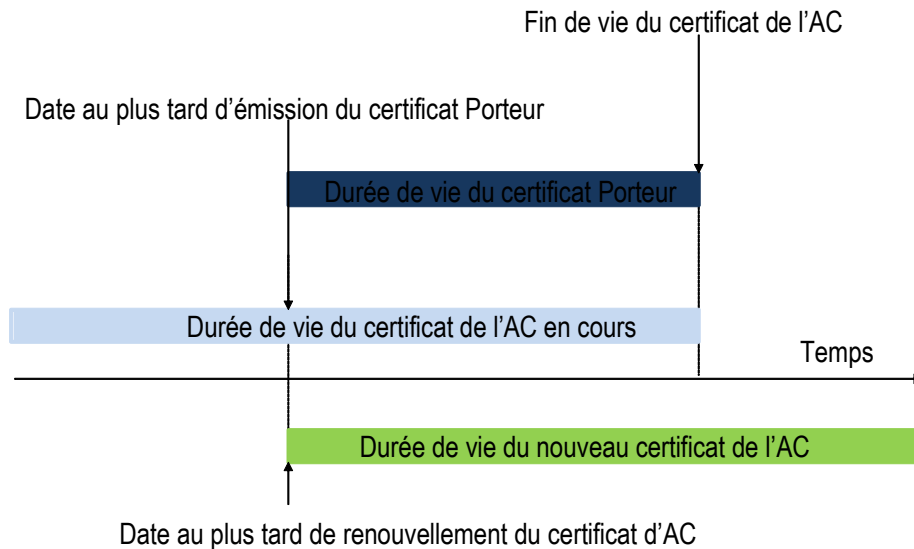 Fin de vie du certificat de l’AC
Date au plus tard d’émission du certificat Porteur
Durée de vie du certificat Porteur
Durée de vie du certificat de l’AC en cours
Temps
Durée de vie du nouveau certificat de l’AC
Date au plus tard de renouvellement du certificat d’AC